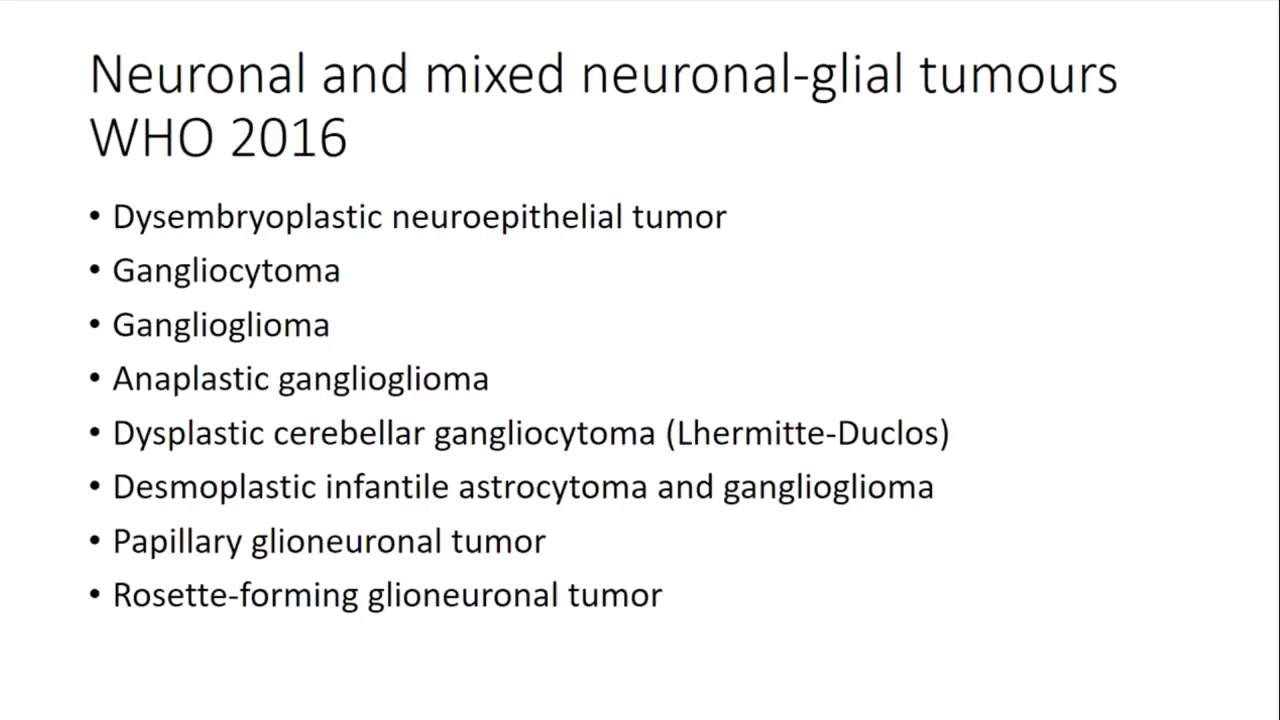 Neuronal and mixed neuronal-glial tumours
WHO 2016
• Dysembryoplastic neuroepithelial tumor
• Gangliocytoma
• Ganglioglioma
• Anaplastic ganglioglioma
• Dysplastic cerebellar gangliocytoma (Lhermitte-Duclos)
• Desmoplastic infantile astrocytoma and ganglioglioma
• Papillary glioneuronal tumor
• Rosette-forming glioneuronal tumor